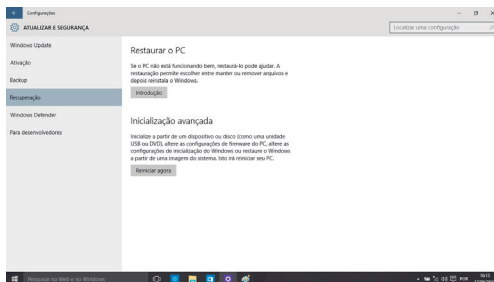 Configurações
ATUALIZAR E SEGURANÇA
Localizar uma configuração
Windows Update
Ativação
Backup
Recuperação
Windows Defender
Para desenvolvedores
Restaurar o PC
Se o PC não está funcionando bem, restaurá-lo pode ajudar. A
restauração permite escolher entre manter ou remover arquivos e
depois reinstala o Windows.
Introdução
Inicialização avançada
Inicialize a partir de um dispositivo ou disco (como uma unidade
USB ou DVD), altere as configurações de firmware do PC, altere as
configurações de inicialização do Windows ou restaure o Windows
a partir de uma imagem do sistema. Isto irá reiniciar seu PC.
Reiniciar agora
Pesquisar na Web e no Windows
POR
16:13